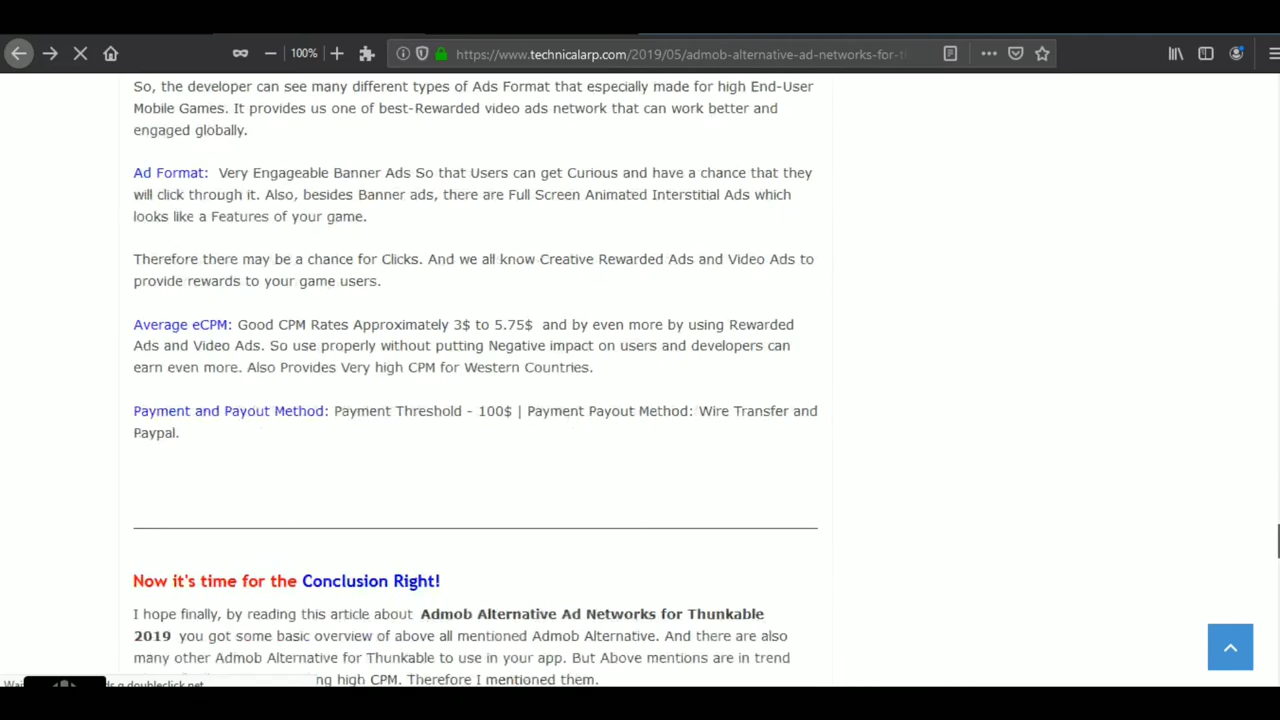 100%
https://www.technicalarp.com/2019/05/admob-alternative-ad-networks-for-t
So, the developer can see many different types of Ads Format that especially made for high End-User
Mobile Games. It provides us one of best-Rewarded video ads network that can work better and
engaged globally.
Ad Format:  Very Engageable Banner Ads So that Users can get Curious and have a chance that they
will click through it. Also, besides Banner ads, there are Full Screen Animated Interstitial Ads which
looks like a Features of your game.
Therefore there may be a chance for Clicks. And we all know Creative Rewarded Ads and Video Ads to
provide rewards to your game users.
Average eCPM: Good CPM Rates Approximately 3$ to 5.75$  and by even more by using Rewarded
Ads and Video Ads. So use properly without putting Negative impact on users and developers can
earn even more. Also Provides Very high CPM for Western Countries.
Payment and Payout Method: Payment Threshold - 100$ | Payment Payout Method: Wire Transfer and
Paypal.
Now it's time for the Conclusion Right!
I hope finally, by reading this article about  Admob Alternative Ad Networks for Thunkable
2019  you got some basic overview of above all mentioned Admob Alternative. And there are also
many other Admob Alternative for Thunkable to use in your app. But Above mentions are in trend
ng high CPM. Therefore I mentioned them.
Wai ds.g.doubleclick.net